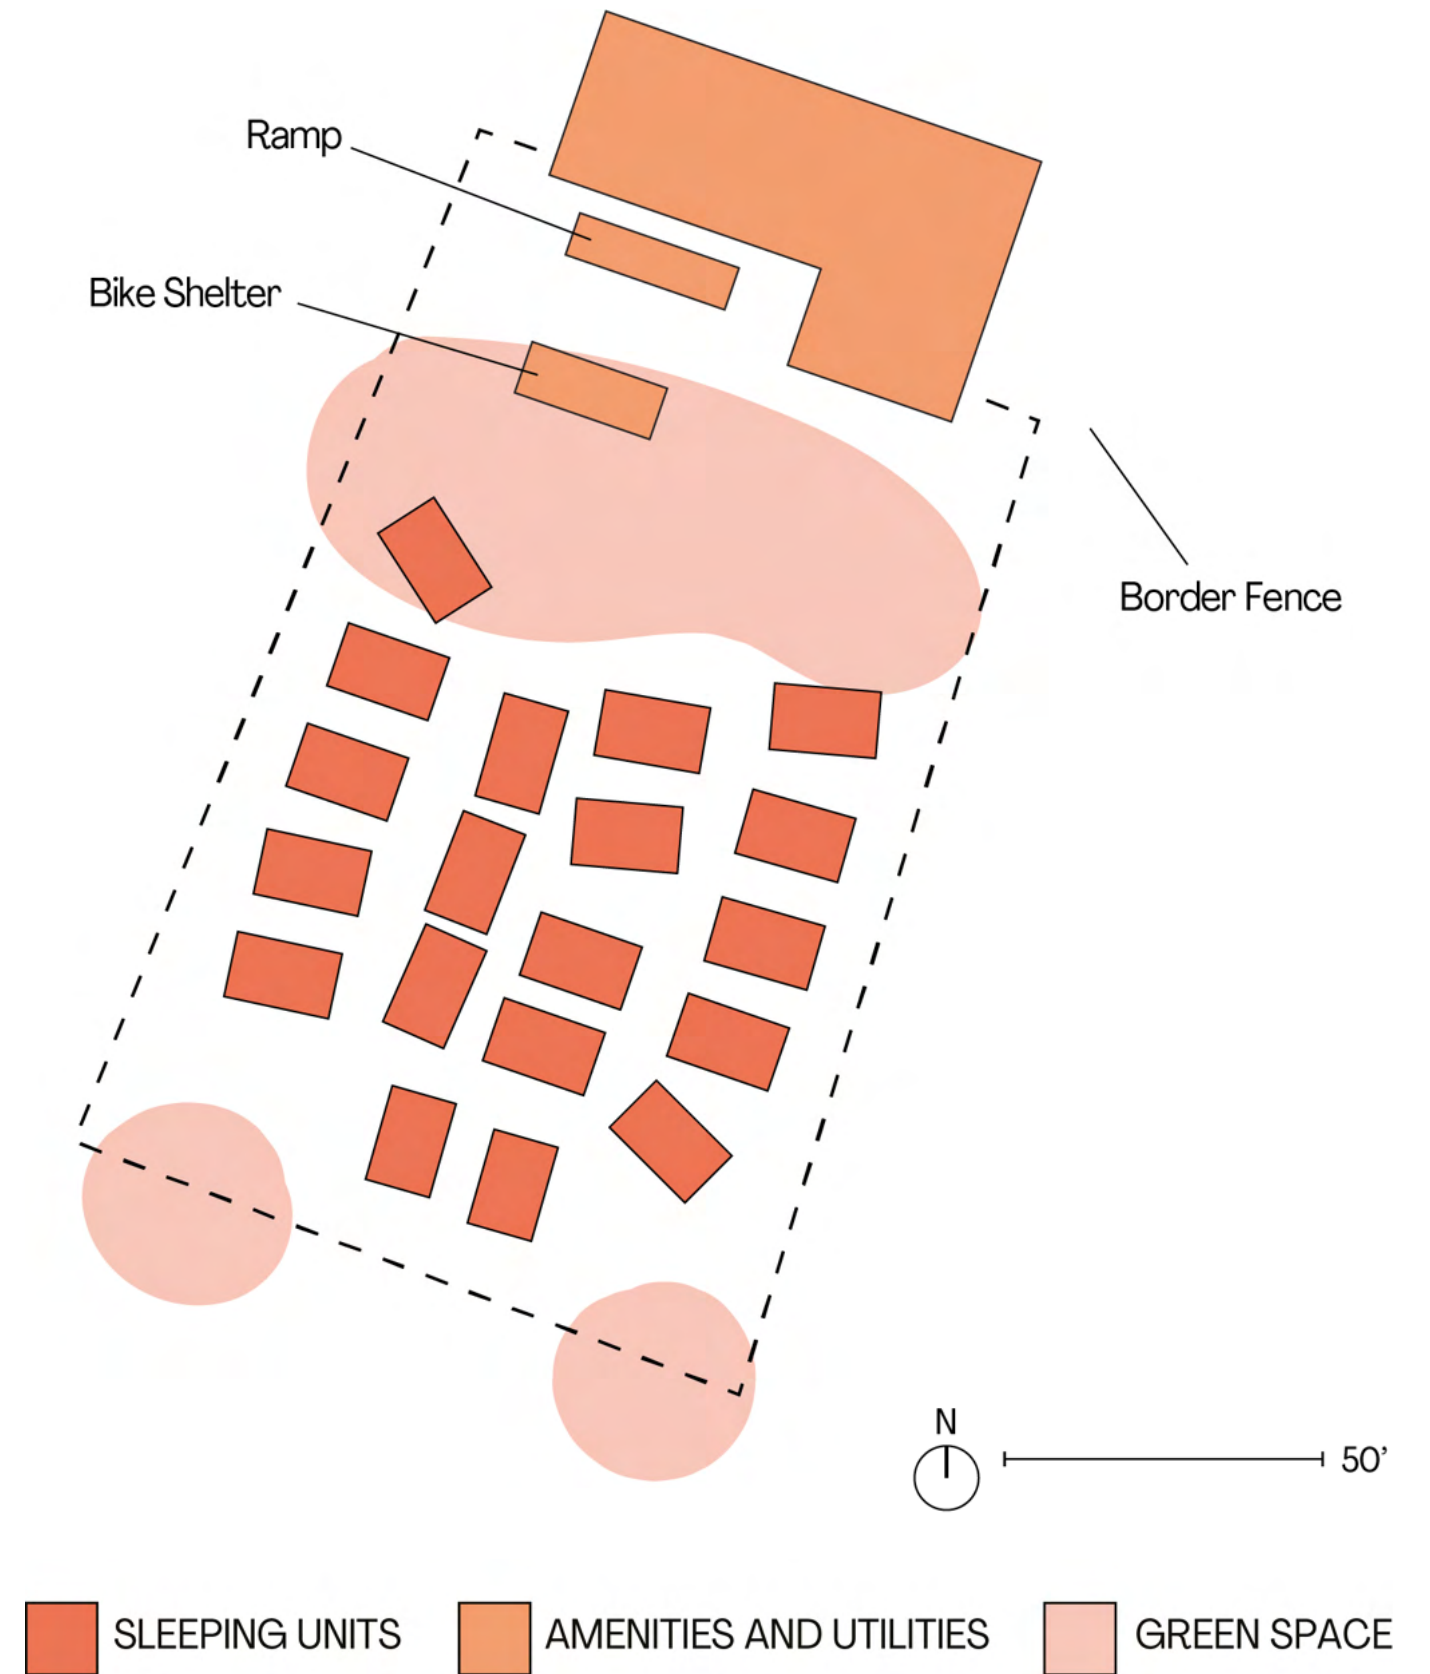 Ramp
Bike Shelter
Border Fence
N
50’
SLEEPING UNITS
AMENITIES AND UTILITIES
GREEN SPACE